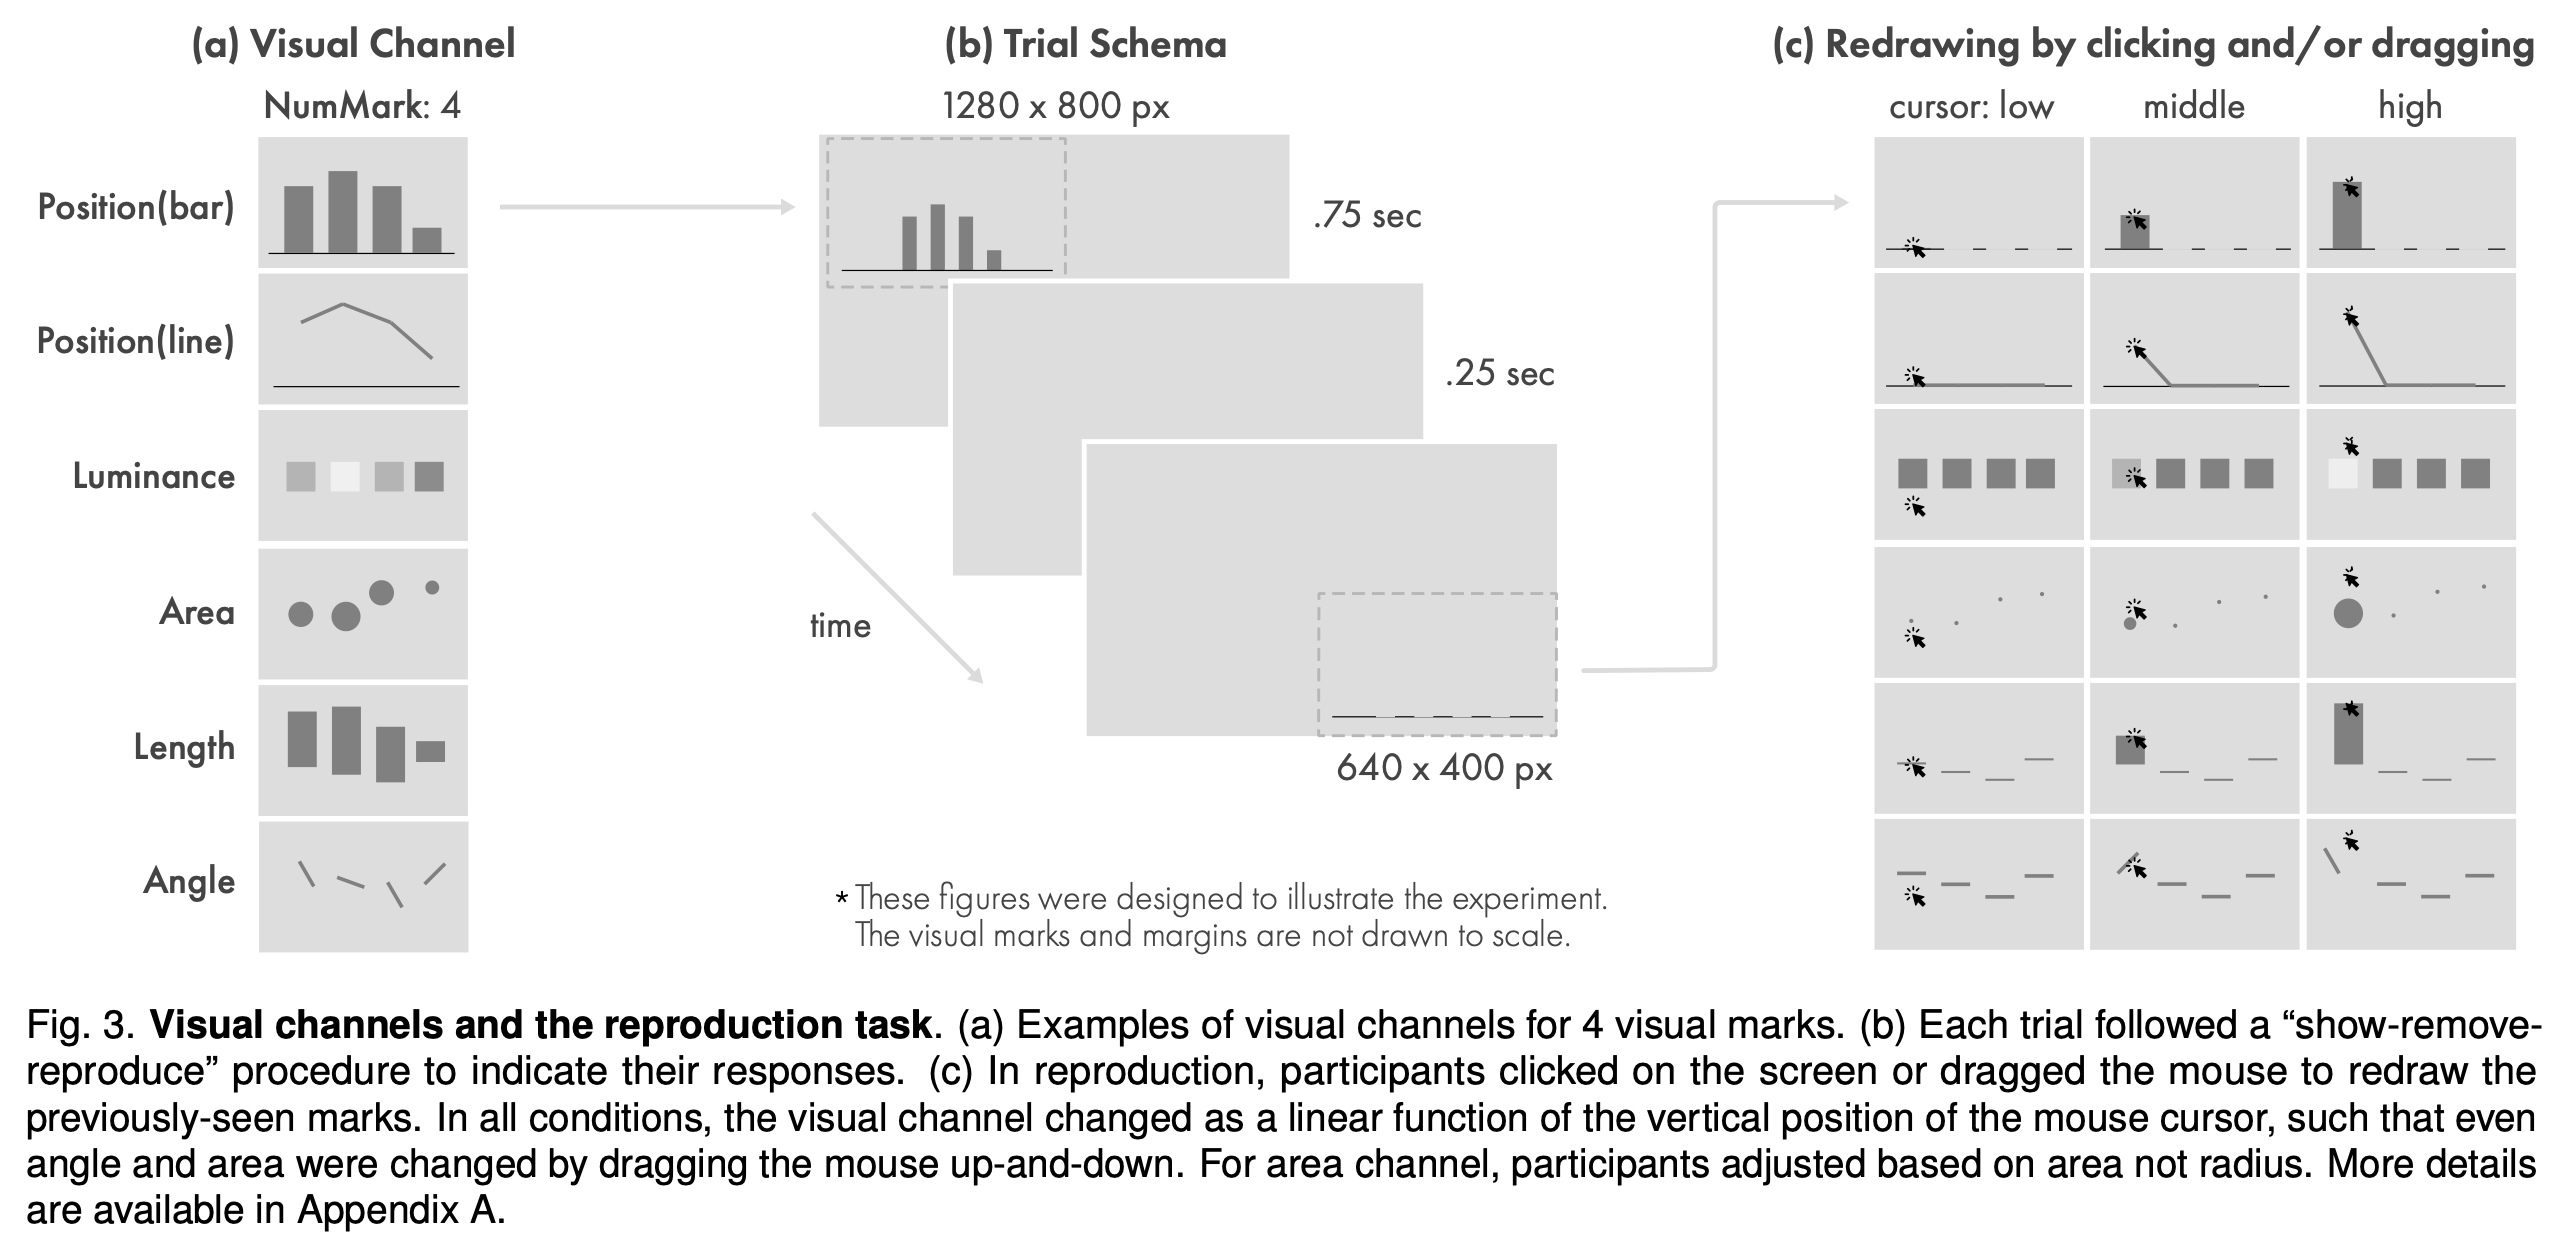 (a) Visual Channel
NumMark: 4
Position(bar)
Position(line)
Luminance
Area
Length
Angle
(b) Trial Schema
1280 x 800 px
.75 sec
.25 sec
time
640 x 400 px
* These figures were designed to illustrate the experiment.
The visual marks and margins are not drawn to scale.
(c) Redrawing by clicking and/or dragging
cursor: low
middle
high
Fig. 3. Visual channels and the reproduction task. (a) Examples of visual channels for 4 visual marks. (b) Each trial followed a “show-remove-
reproduce” procedure to indicate their responses. (c) In reproduction, participants clicked on the screen or dragged the mouse to redraw the
previously-seen marks. In all conditions, the visual channel changed as a linear function of the vertical position of the mouse cursor, such that even
angle and area were changed by dragging the mouse up-and-down. For area channel, participants adjusted based on area not radius. More details
are available in Appendix A.